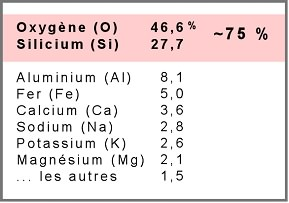 Oxygène (O) 46,6 % ~75 %
Silicium (Si) 27,7
Aluminium (Al) 8,1
Fer (Fe) 5,0
Calcium (Ca) 3,6
Sodium (Na) 2,8
Potassium (K) 2,6
Magnésium (Mg) 2,1
... les autres 1,5